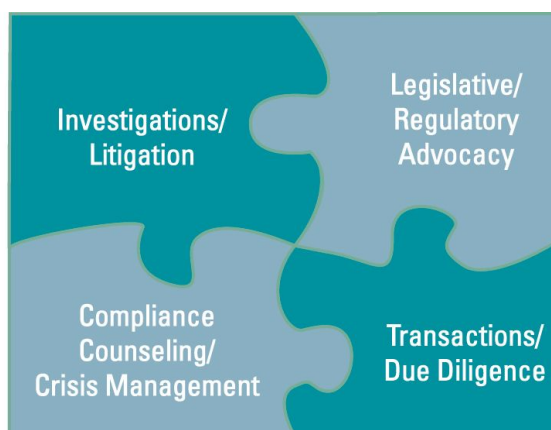 Investigations/
Litigation
Legislative/
Regulatory
Advocacy
Compliance
Counseling/
Crisis Management
Transactions/
Due Diligence